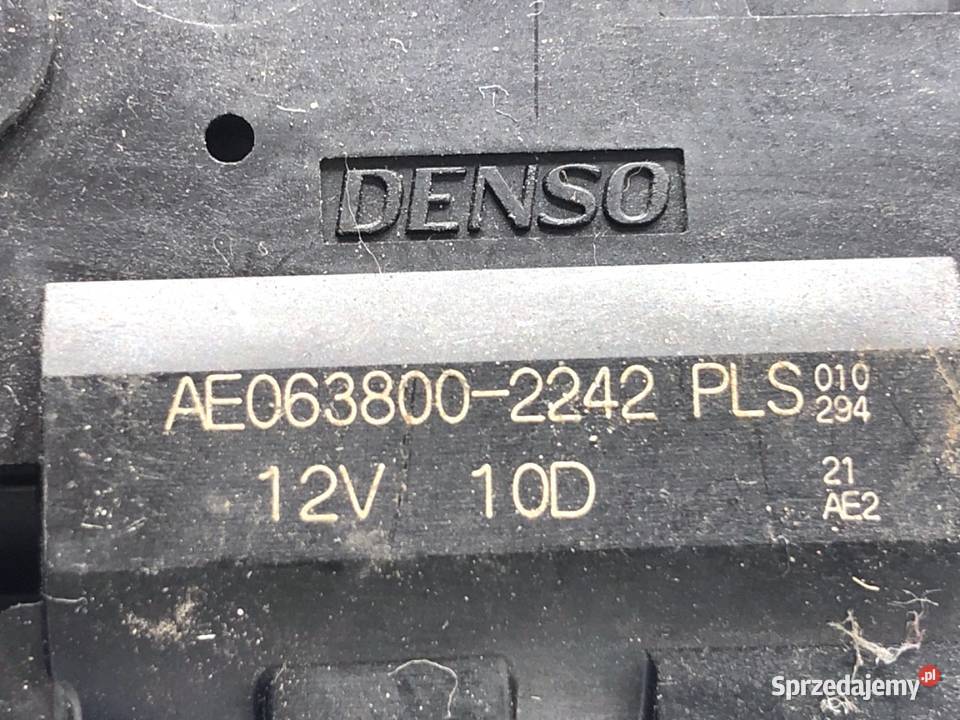 DENSO
AE063800-2242 PLS 010
294
12V 10D 21
AE2
Sprzedajemy.pl